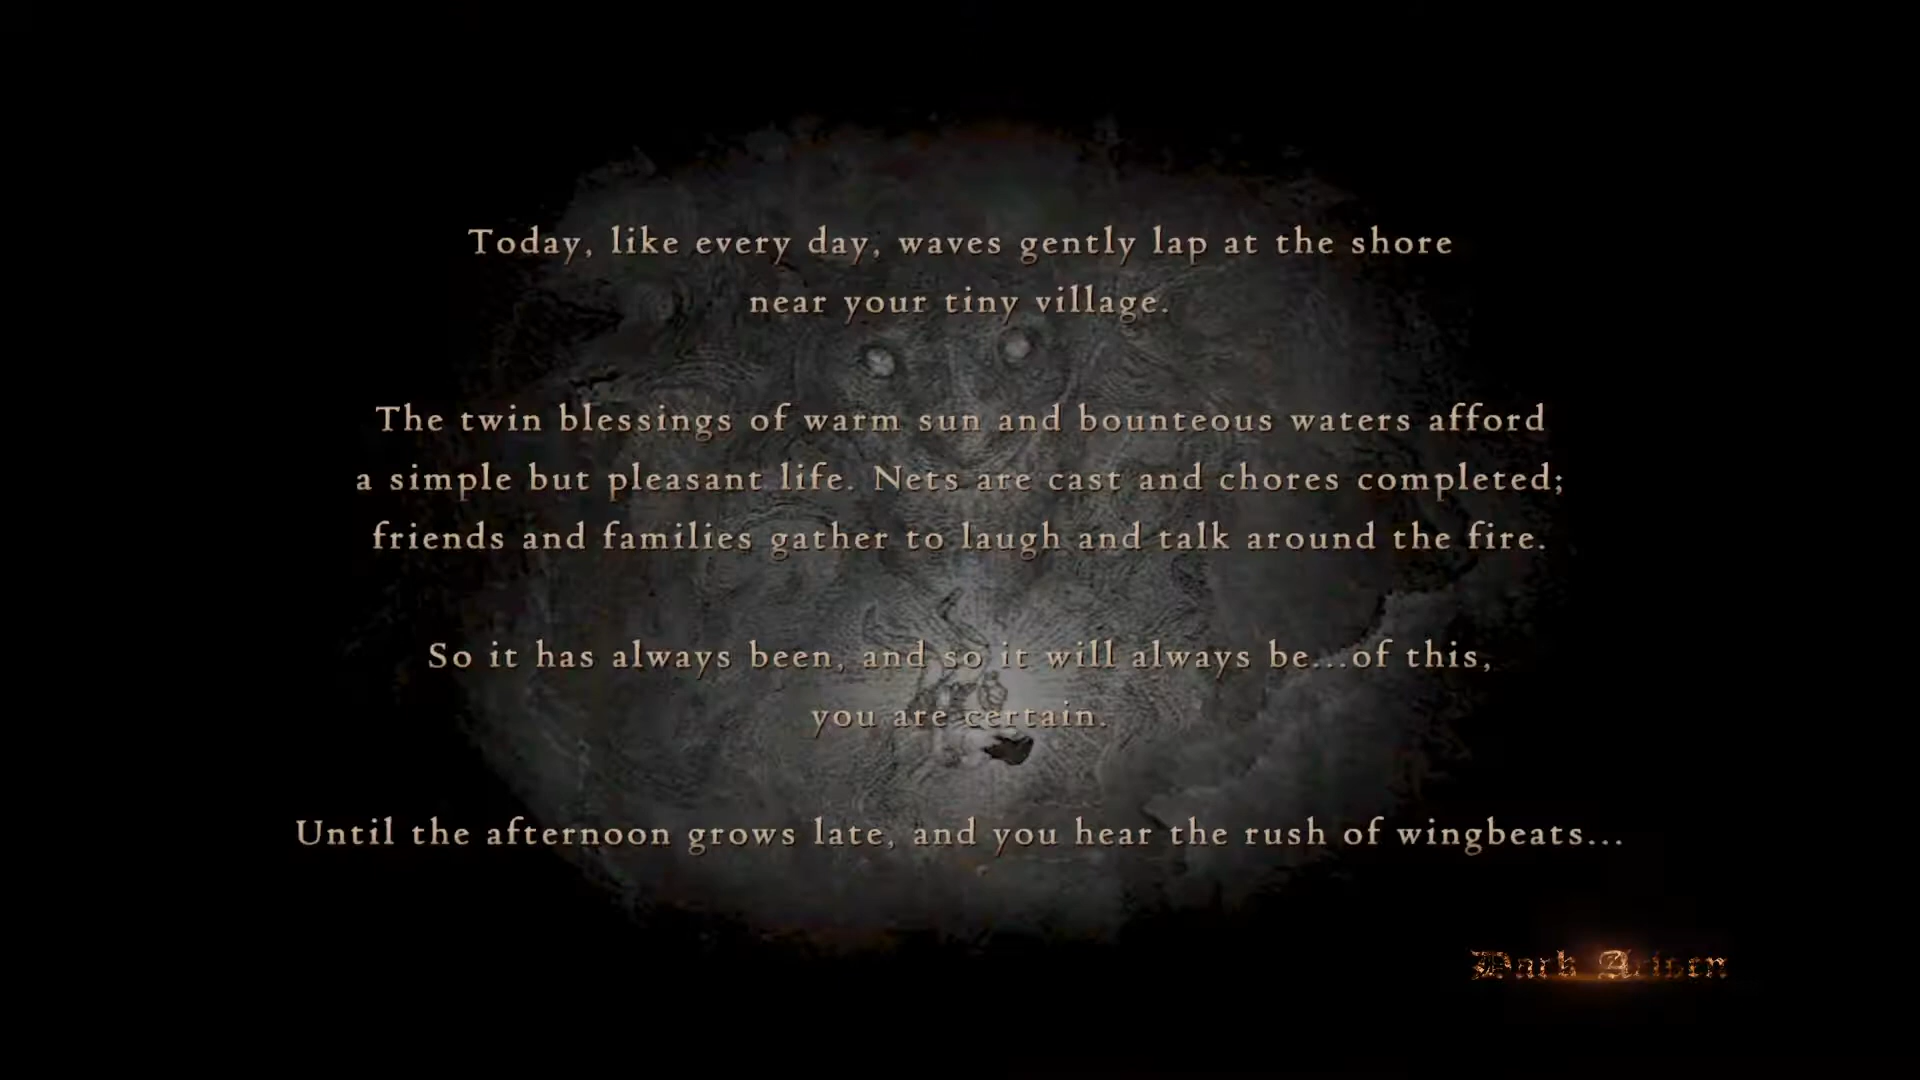 Today, like every day, waves gently lap at the shore
near your tiny village.
The twin blessings of warm sun and bounteous waters afford
a simple but pleasant life. Nets are cast and chores completed;
friends and families gather to laugh and talk around the fire.
So it has always been, and so it will always be...of this,
you are certain.
Until the afternoon grows late, and you hear the rush of wingbeats...
Dark Arisen